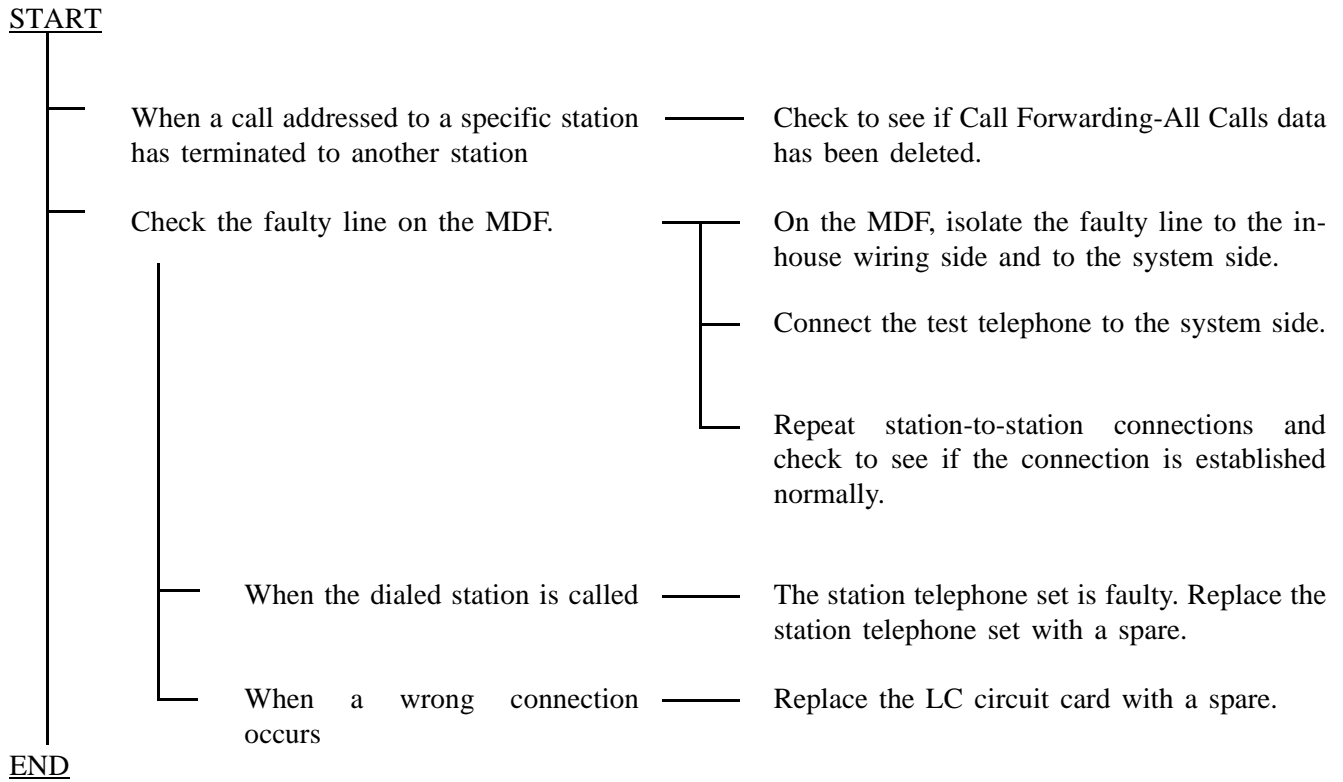 START
When a call addressed to a specific station
has terminated to another station
Check to see if Call Forwarding-All Calls data
has been deleted.
Check the faulty line on the MDF.
On the MDF, isolate the faulty line to the in-
house wiring side and to the system side.
Connect the test telephone to the system side.
Repeat station-to-station connections and
check to see if the connection is established
normally.
When the dialed station is called
The station telephone set is faulty. Replace the
station telephone set with a spare.
When a wrong connection
occurs
Replace the LC circuit card with a spare.
END